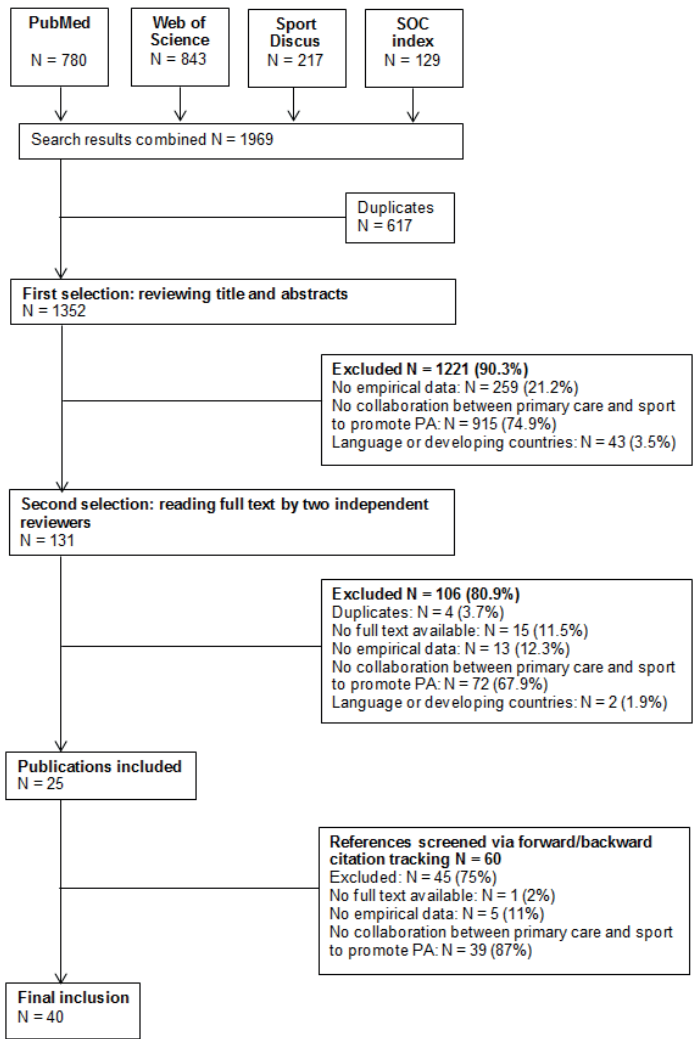 PubMed
N = 780
Web of
Science
N = 843
Sport
Discus
N = 217
SOC
index
N = 129
Search results combined N = 1969
Duplicates
N = 617
First selection: reviewing title and abstracts
N = 1352
Excluded N = 1221 (90.3%)
No empirical data: N = 259 (21.2%)
No collaboration between primary care and sport
to promote PA: N = 915 (74.9%)
Language or developing countries: N = 43 (3.5%)
Second selection: reading full text by two independent
reviewers
N = 131
Excluded N = 106 (80.9%)
Duplicates: N = 4 (3.7%)
No full text available: N = 15 (11.5%)
No empirical data: N = 13 (12.3%)
No collaboration between primary care and sport
to promote PA: N = 72 (67.9%)
Language or developing countries: N = 2 (1.9%)
Publications included
N = 25
References screened via forward/backward
citation tracking N = 60
Excluded: N = 45 (75%)
No full text available: N = 1 (2%)
No empirical data: N = 5 (11%)
No collaboration between primary care and sport
to promote PA: N = 39 (87%)
Final inclusion
N = 40